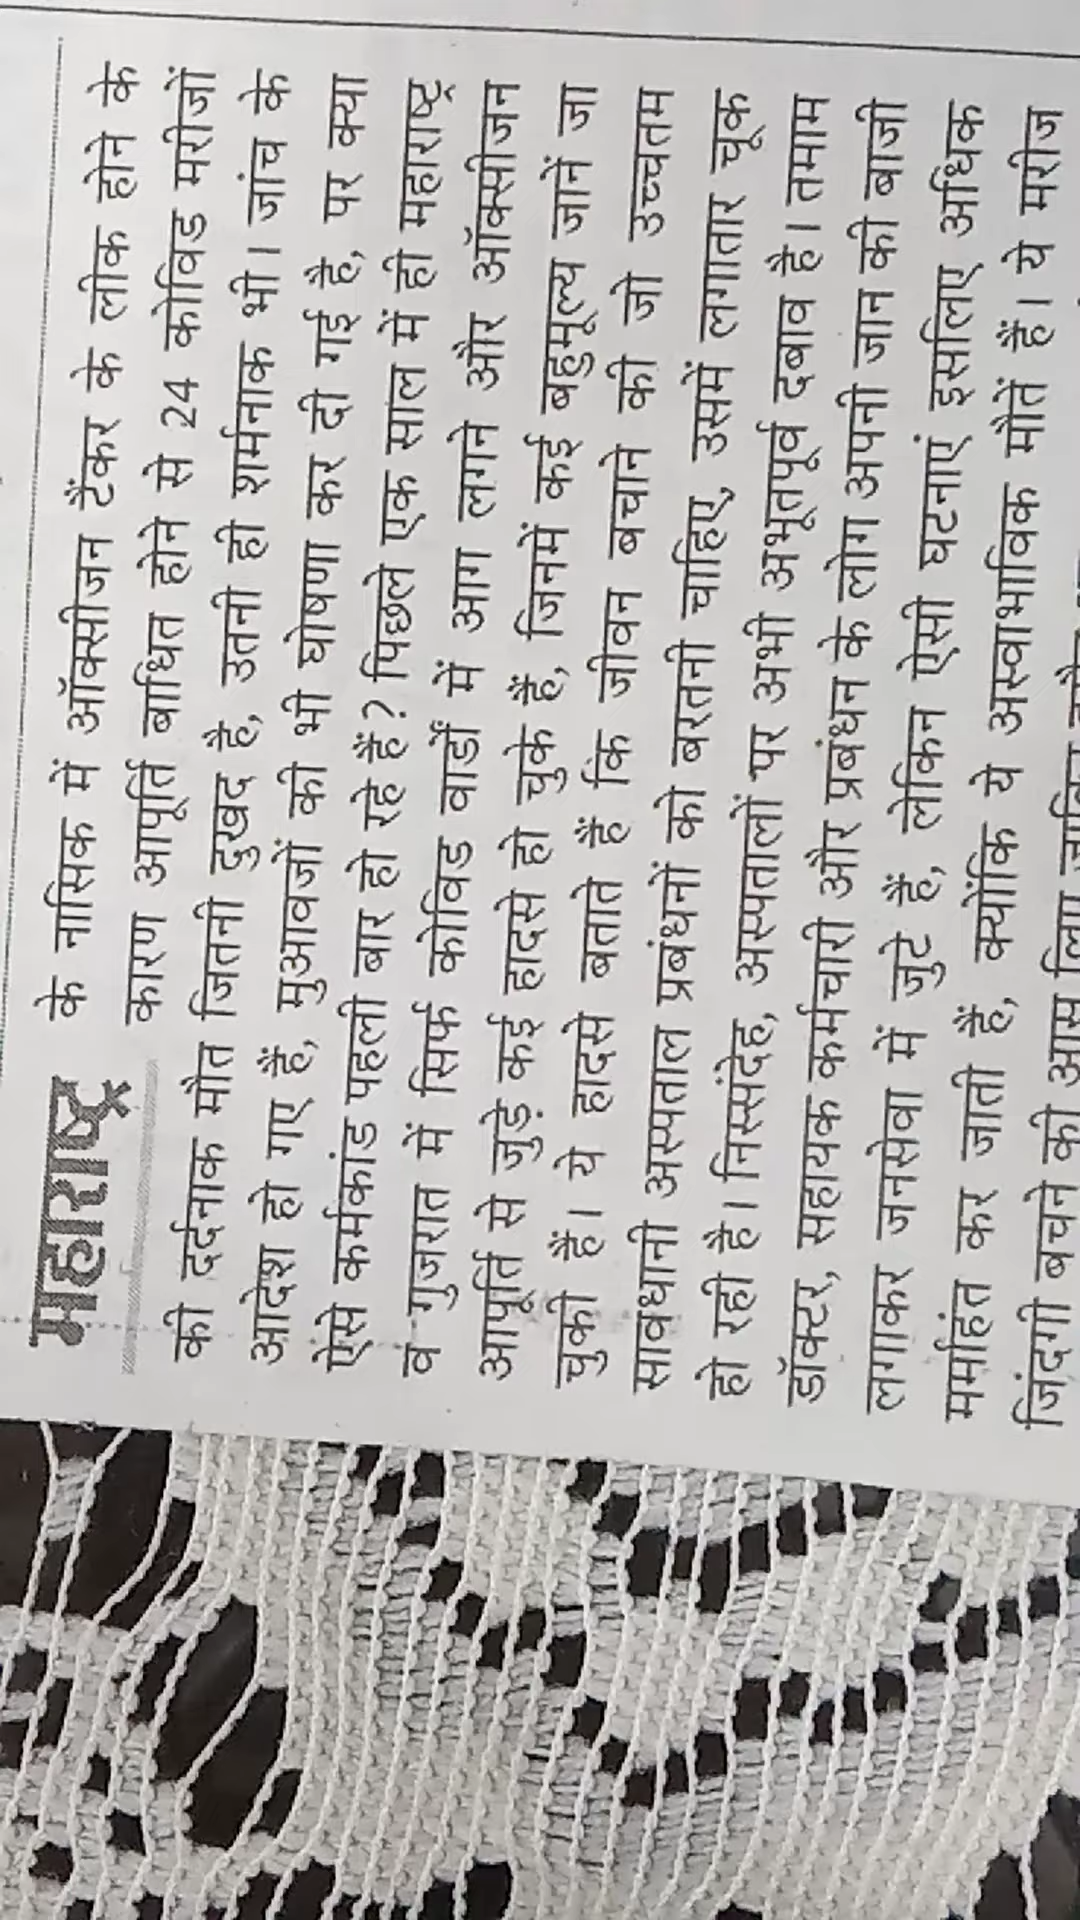 महाराष्ट्र के नासिक में ऑक्सीजन टैंकर के लीक होने के
कारण आपूर्ति बाधित होने से 24 कोविड मरीजों
की दर्दनाक मौत जितनी दुखद है, उतनी ही शर्मनाक भी। जांच के
आदेश हो गए हैं, मुआवजों की भी घोषणा कर दी गई है, पर क्या
ऐसे कर्मकांड पहली बार हो रहे हैं? पिछले एक साल में ही महाराष्ट्र
व गुजरात में सिर्फ कोविड वार्डों में आग लगने और ऑक्सीजन
आपूर्ति से जुड़े कई हादसे हो चुके हैं, जिनमें कई बहुमूल्य जानें जा
चुकी हैं। ये हादसे बताते हैं कि जीवन बचाने की जो उच्चतम
सावधानी अस्पताल प्रबंधनों को बरतनी चाहिए, उसमें लगातार चूक
हो रही है। निस्संदेह, अस्पतालों पर अभी अभूतपूर्व दबाव है। तमाम
डॉक्टर, सहायक कर्मचारी और प्रबंधन के लोग अपनी जान की बाजी
लगाकर जनसेवा में जुटे हैं, लेकिन ऐसी घटनाएं इसलिए अधिक
मर्माहत कर जाती हैं, क्योंकि ये अस्वाभाविक मौतें हैं। ये मरीज
जिंदगी बचने की आस लिए